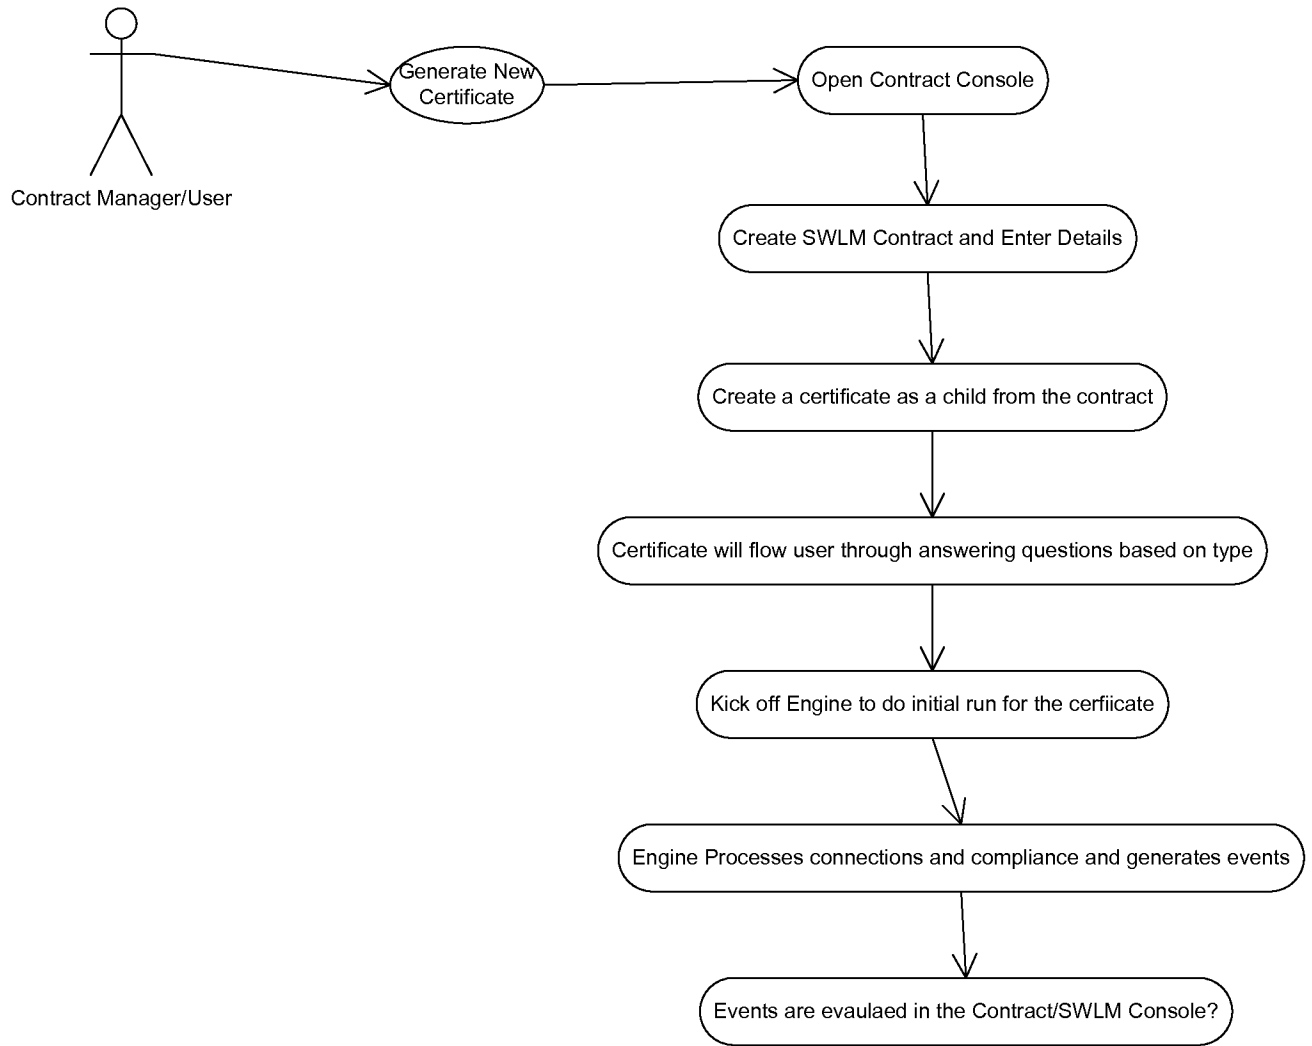 Generate New
Certificate
Open Contract Console
Contract Manager/User
Create SWLM Contract and Enter Details
Create a certificate as a child from the contract
Certificate will flow user through answering questions based on type
Kick off Engine to do initial run for the cerfiicate
Engine Processes connections and compliance and generates events
Events are evaulaed in the Contract/SWLM Console?